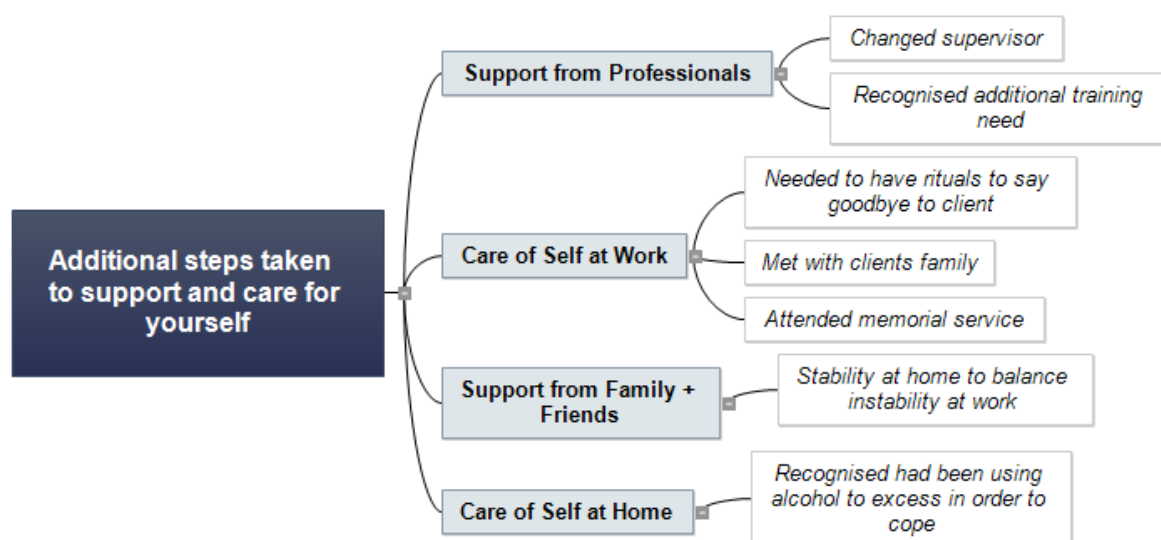 Additional steps taken
to support and care for
yourself
Support from Professionals
Changed supervisor
Recognised additional training
need
Care of Self at Work
Needed to have rituals to say
goodbye to client
Met with clients family
Attended memorial service
Support from Family +
Friends
Stability at home to balance
instability at work
Care of Self at Home
Recognised had been using
alcohol to excess in order to
cope